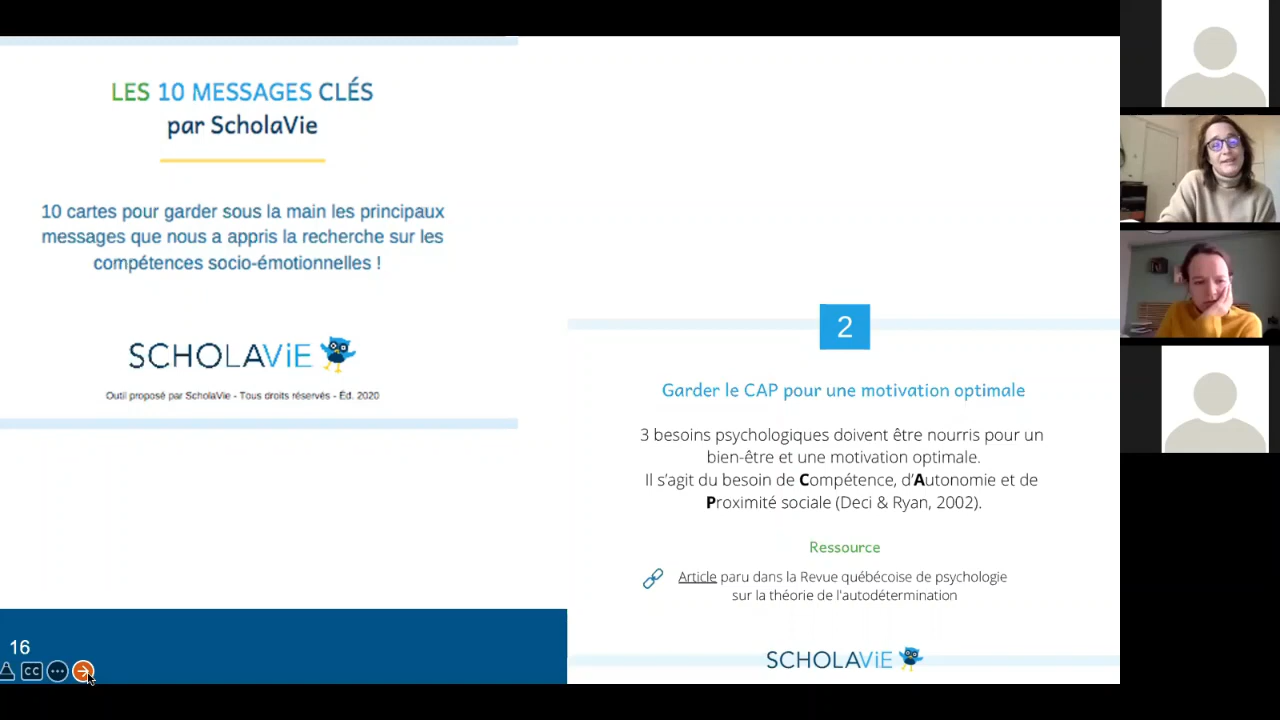 LES 10 MESSAGES CLÉS
par ScholaVie
10 cartes pour garder sous la main les principaux
messages que nous a appris la recherche sur les
compétences socio-émotionnelles !
SCHOLAViE
Outil proposé par ScholaVie - Tous droits réservés - Éd. 2020
2
Garder le CAP pour une motivation optimale
3 besoins psychologiques doivent être nourris pour un
bien-être et une motivation optimale.
Il s'agit du besoin de Compétence, d'Autonomie et de
Proximité sociale (Deci & Ryan, 2002).
Ressource
Article paru dans la Revue québécoise de psychologie
sur la théorie de l'autodétermination
SCHOLAViE
16
CC